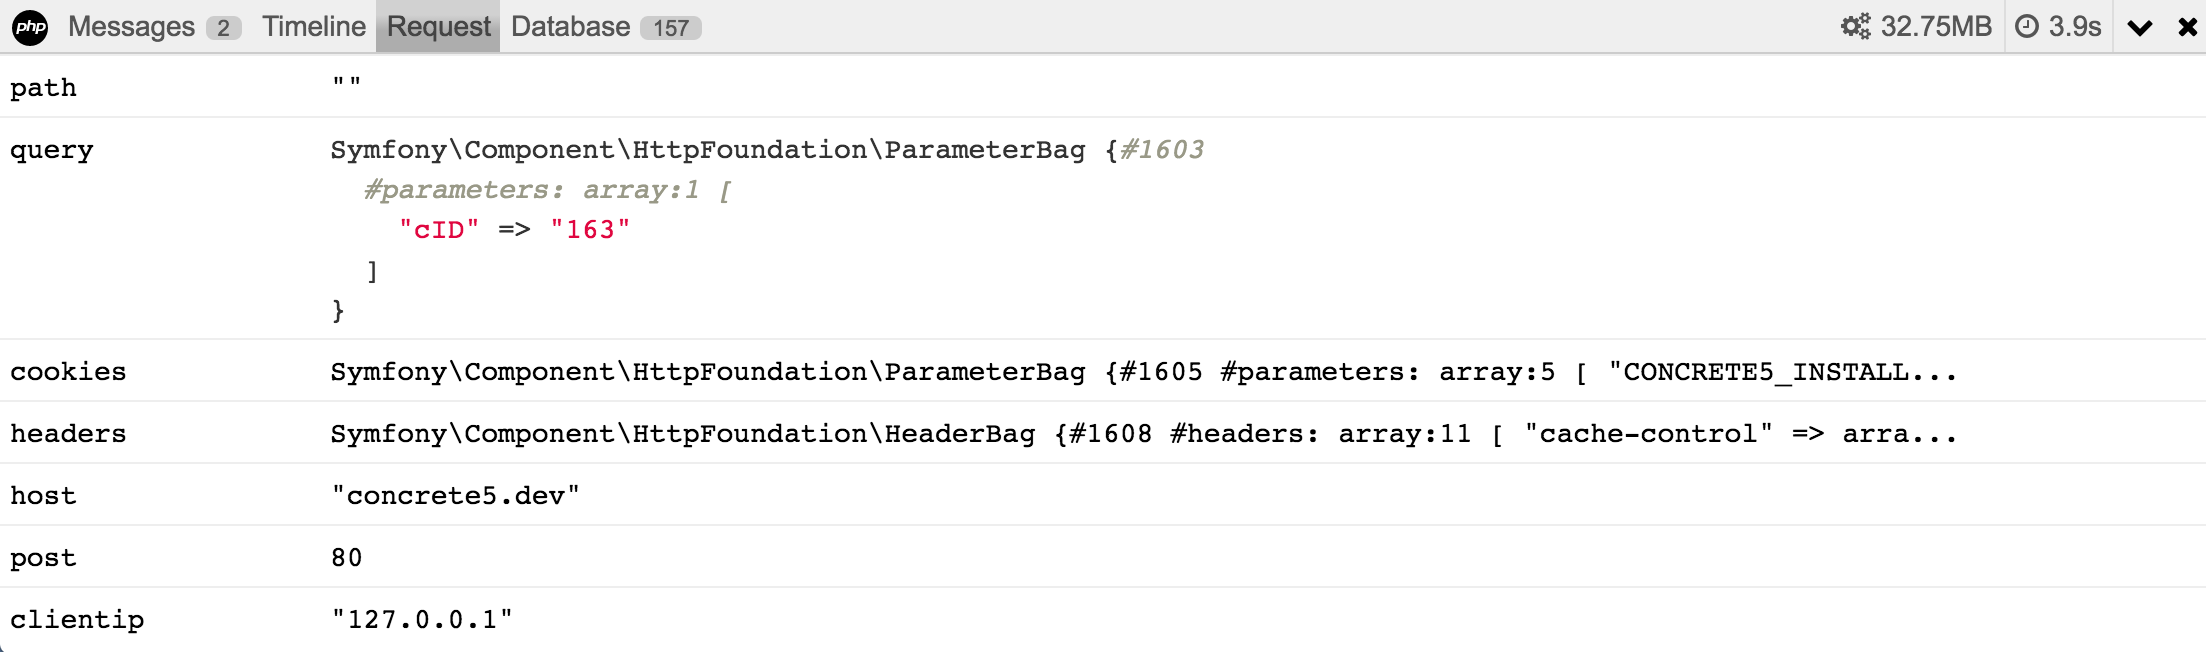 php Messages 2 Timeline Request Database 157 32.75MB 3.9s
path ""
query Symfony\Component\HttpFoundation\ParameterBag {#1603
#parameters: array:1 [
"cID" => "163"
]
}
cookies Symfony\Component\HttpFoundation\ParameterBag {#1605 #parameters: array:5 [ "CONCRETE5_INSTALL...
headers Symfony\Component\HttpFoundation\HeaderBag {#1608 #headers: array:11 [ "cache-control" => arra...
host "concrete5.dev"
post 80
clientip "127.0.0.1"